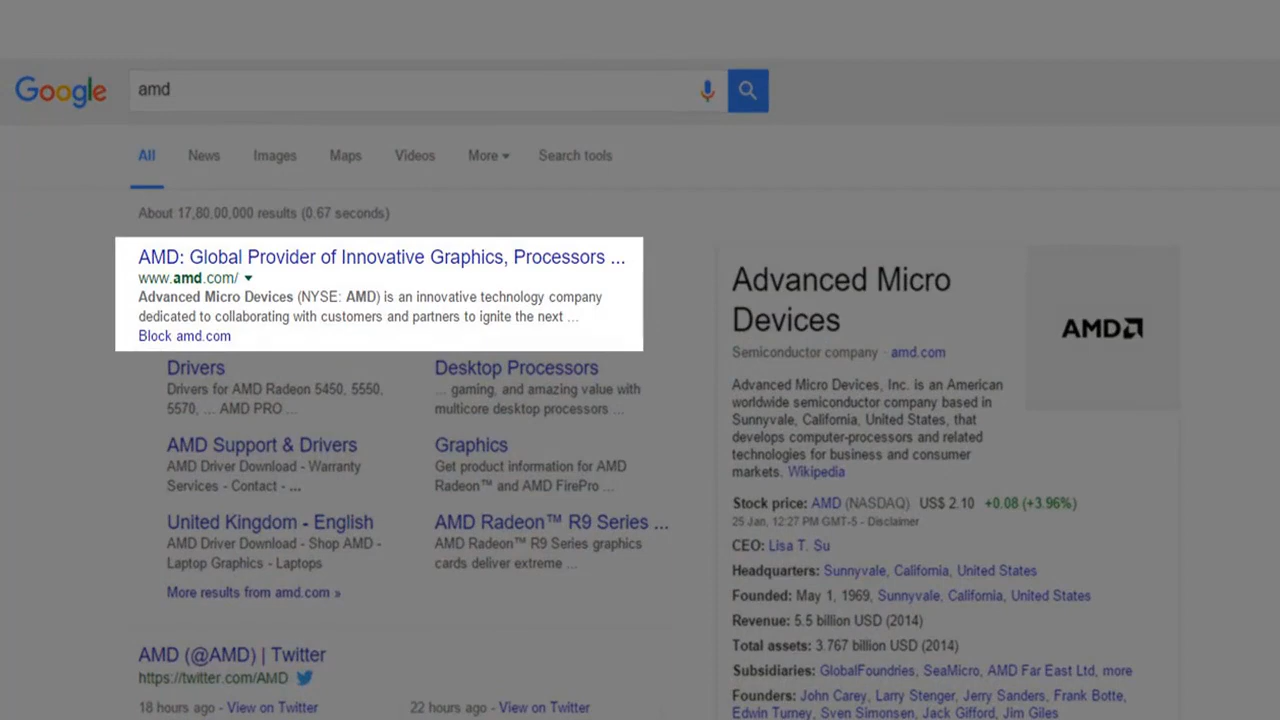 Google
amd
All News Images Maps Videos More Search tools
About 17,80,00,000 results (0.67 seconds)
AMD: Global Provider of Innovative Graphics, Processors ...
www.amd.com/
Advanced Micro Devices (NYSE: AMD) is an innovative technology company
dedicated to collaborating with customers and partners to ignite the next ...
Block amd.com
Drivers
Drivers for AMD Radeon 5450, 5550,
5570, ... AMD PRO ...
Desktop Processors
... gaming, and amazing value with
multicore desktop processors ...
AMD Support & Drivers
AMD Driver Download - Warranty
Services - Contact - ...
Graphics
Get product information for AMD
Radeon™ and AMD FirePro ...
United Kingdom - English
AMD Driver Download - Shop AMD -
Laptop Graphics - Laptops
AMD Radeon™ R9 Series ...
AMD Radeon™ R9 Series graphics
cards deliver extreme ...
More results from amd.com »
AMD (@AMD) | Twitter
https://twitter.com/AMD
18 hours ago - View on Twitter
22 hours ago - View on Twitter
Advanced Micro
Devices
AMD
Semiconductor company - amd.com
Advanced Micro Devices, Inc. is an American
worldwide semiconductor company based in
Sunnyvale, California, United States, that
develops computer-processors and related
technologies for business and consumer
markets. Wikipedia
Stock price: AMD (NASDAQ) US$ 2.10 +0.08 (+3.96%)
25 Jan, 12:27 PM GMT-5 - Disclaimer
CEO: Lisa T. Su
Headquarters: Sunnyvale, California, United States
Founded: May 1, 1969, Sunnyvale, California, United States
Revenue: 5.5 billion USD (2014)
Total assets: 3.767 billion USD (2014)
Subsidiaries: GlobalFoundries, SeaMicro, AMD Far East Ltd, more
Founders: John Carey, Larry Stenger, Jerry Sanders, Frank Botte,
Edwin Turney, Sven Simonsen, Jack Gifford, Jim Giles